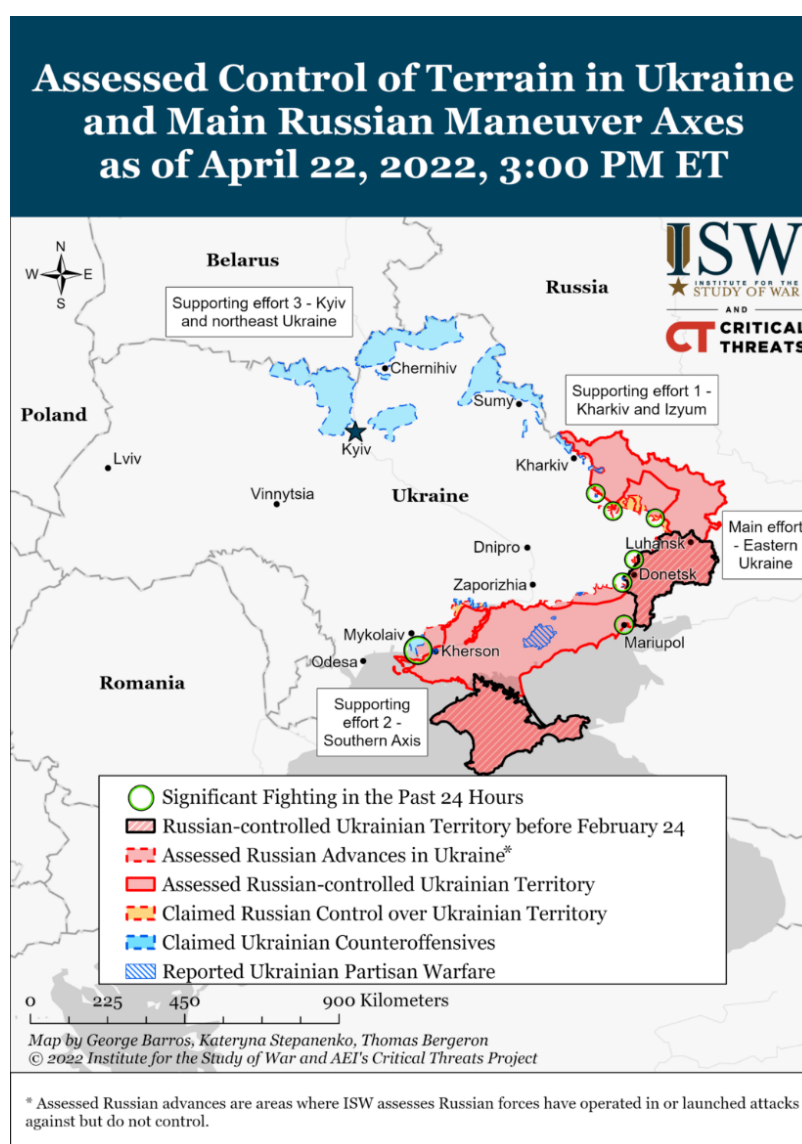 Assessed Control of Terrain in Ukraine
and Main Russian Maneuver Axes
as of April 22, 2022, 3:00 PM ET
N
W E
S
Belarus
Russia
ISW
INSTITUTE FOR THE
STUDY OF WAR
AND
CT CRITICAL
THREATS
Supporting effort 3 - Kyiv
and northeast Ukraine
Chernihiv
Supporting effort 1 -
Kharkiv and Izyum
Poland
Sumy
Kyiv
Lviv
Kharkiv
Vinnytsia
Ukraine
Main effort
- Eastern
Ukraine
Luhansk
Dnipro
Donetsk
Zaporizhia
Mykolaiv
Mariupol
Kherson
Odesa
Romania
Supporting
effort 2 -
Southern Axis
Significant Fighting in the Past 24 Hours
Russian-controlled Ukrainian Territory before February 24
Assessed Russian Advances in Ukraine*
Assessed Russian-controlled Ukrainian Territory
Claimed Russian Control over Ukrainian Territory
Claimed Ukrainian Counteroffensives
Reported Ukrainian Partisan Warfare
0 225 450 900 Kilometers
Map by George Barros, Kateryna Stepanenko, Thomas Bergeron
© 2022 Institute for the Study of War and AEI's Critical Threats Project
* Assessed Russian advances are areas where ISW assesses Russian forces have operated in or launched attacks
against but do not control.